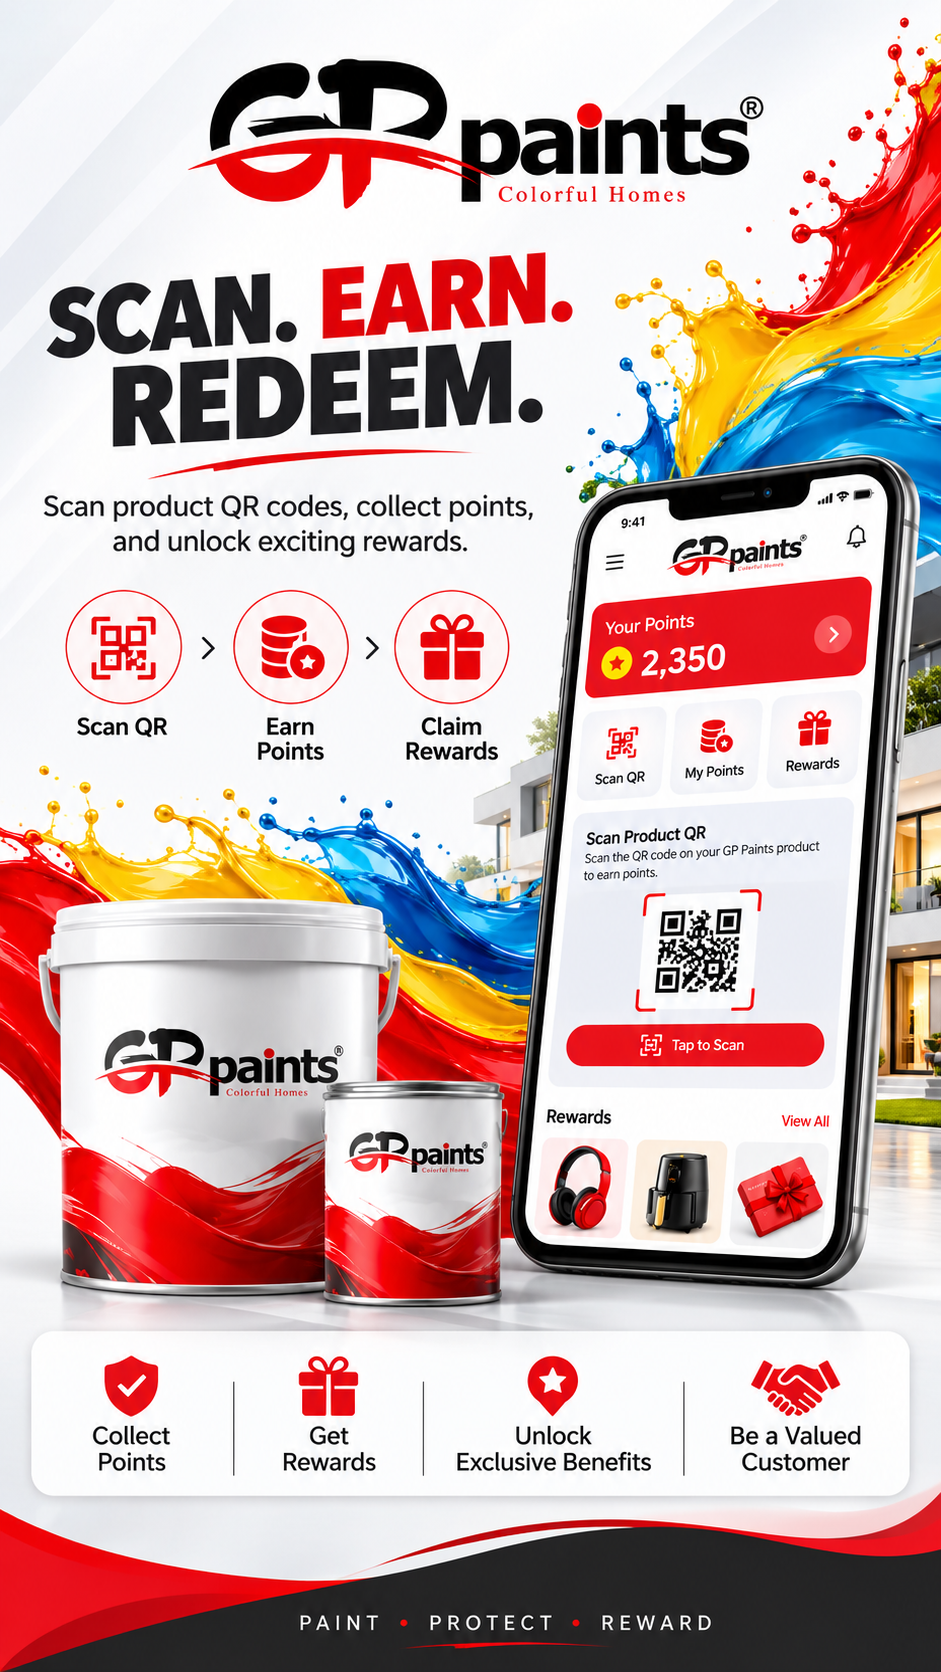 GP paints®
Colorful Homes
SCAN. EARN.
REDEEM.
Scan product QR codes, collect points,
and unlock exciting rewards.
Scan QR
Earn
Points
Claim
Rewards
9:41
GP paints®
Colorful Homes
Your Points
2,350
Scan QR
My Points
Rewards
Scan Product QR
Scan the QR code on your GP Paints product
to earn points.
Tap to Scan
Rewards
View All
GP paints®
Colorful Homes
GP paints®
Colorful Homes
Collect
Points
Get
Rewards
Unlock
Exclusive Benefits
Be a Valued
Customer
PAINT • PROTECT • REWARD